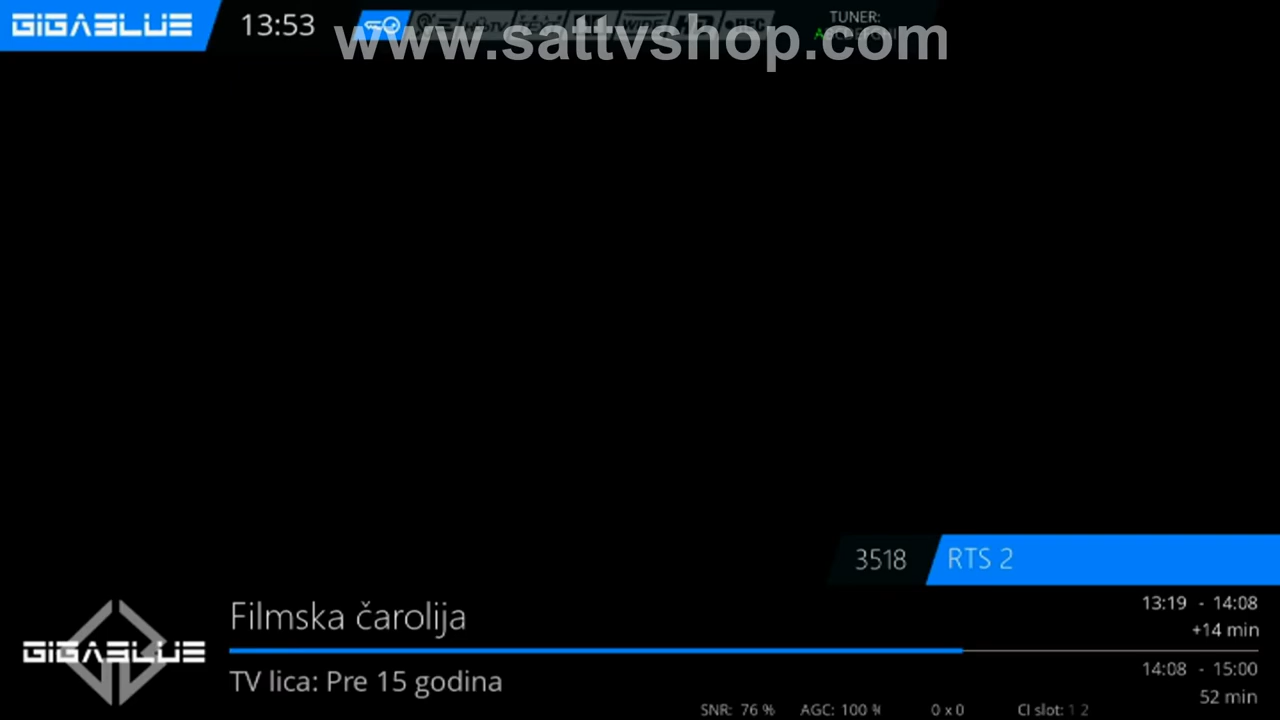 GIGABLUE
13:53
www.sattvshop.com
TUNER:
3518
RTS 2
Filmska čarolija
13:19 - 14:08
+14 min
GIGABLUE
TV lica: Pre 15 godina
14:08 - 15:00
52 min
SNR: 76 %
AGC: 100 %
0 x 0
CI slot: 1 2